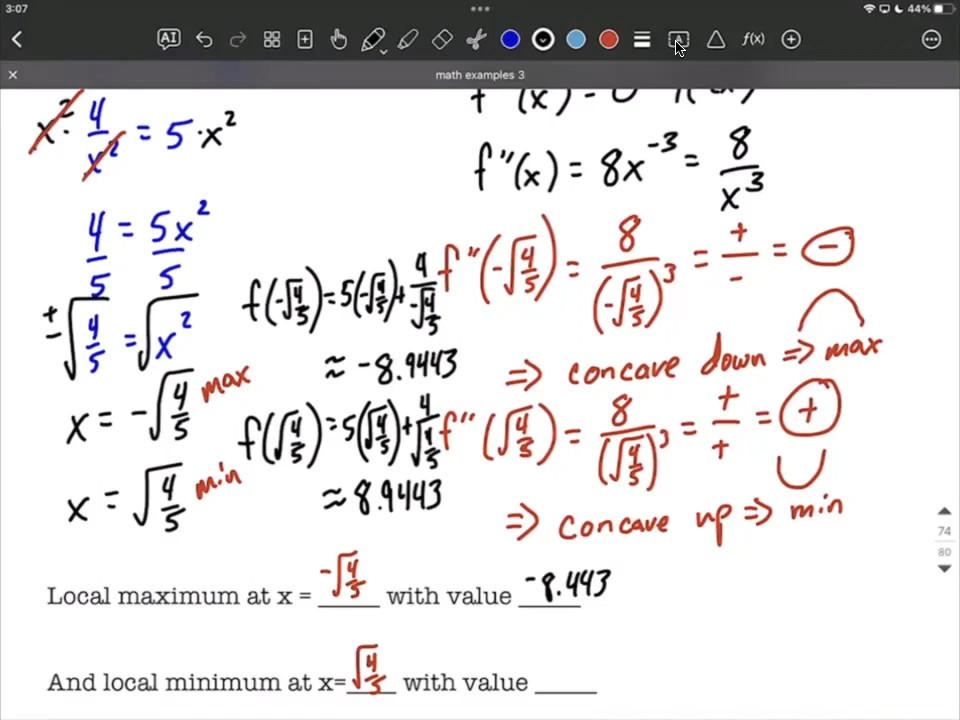 3:07 44%
AI f(x)
math examples 3
x²· 4/x² = 5·x²
f''(x) = 8x⁻³ = 8/x³
4/5 = 5x²/5
f''(-√(4/5)) = 8/(-√(4/5))³ = +/- = -
±√(4/5) = √(x²)
f(-√(4/5)) = 5(-√(4/5)) + 4/-√(4/5)
≈ -8.9443
⇒ concave down ⇒ max
x = -√(4/5) max
f(√(4/5)) = 5(√(4/5)) + 4/√(4/5)
f''(√(4/5)) = 8/(√(4/5))³ = +/+ = +
x = √(4/5) min
≈ 8.9443
⇒ concave up ⇒ min
74
80
Local maximum at x = -√(4/5) with value -8.443
And local minimum at x= √(4/5) with value ____